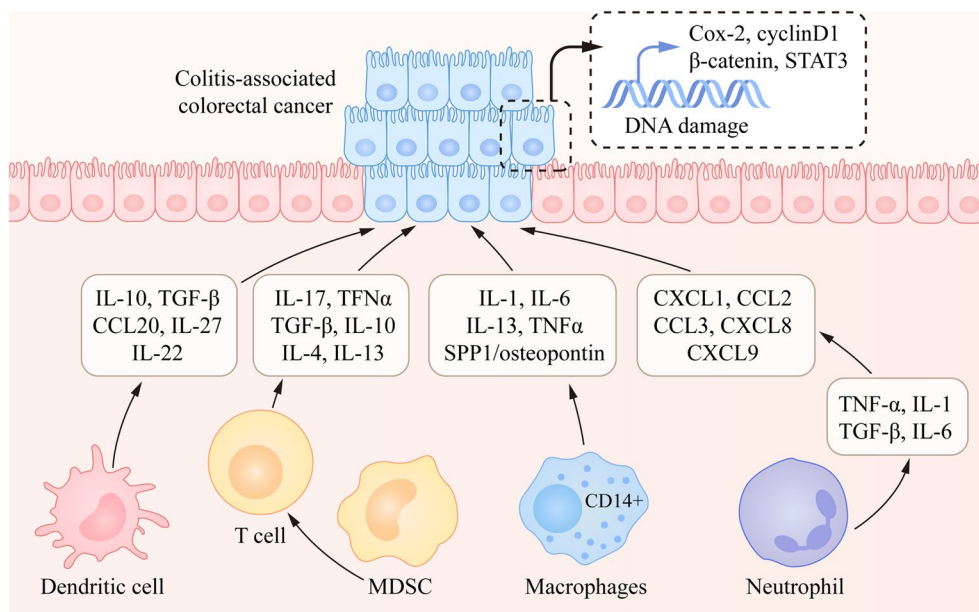 Colitis-associated
colorectal cancer
Cox-2, cyclinD1
β-catenin, STAT3
DNA damage
IL-10, TGF-β
CCL20, IL-27
IL-22
IL-17, TFNα
TGF-β, IL-10
IL-4, IL-13
IL-1, IL-6
IL-13, TNFα
SPP1/osteopontin
CXCL1, CCL2
CCL3, CXCL8
CXCL9
TNF-α, IL-1
TGF-β, IL-6
Dendritic cell
T cell
MDSC
CD14+
Macrophages
Neutrophil